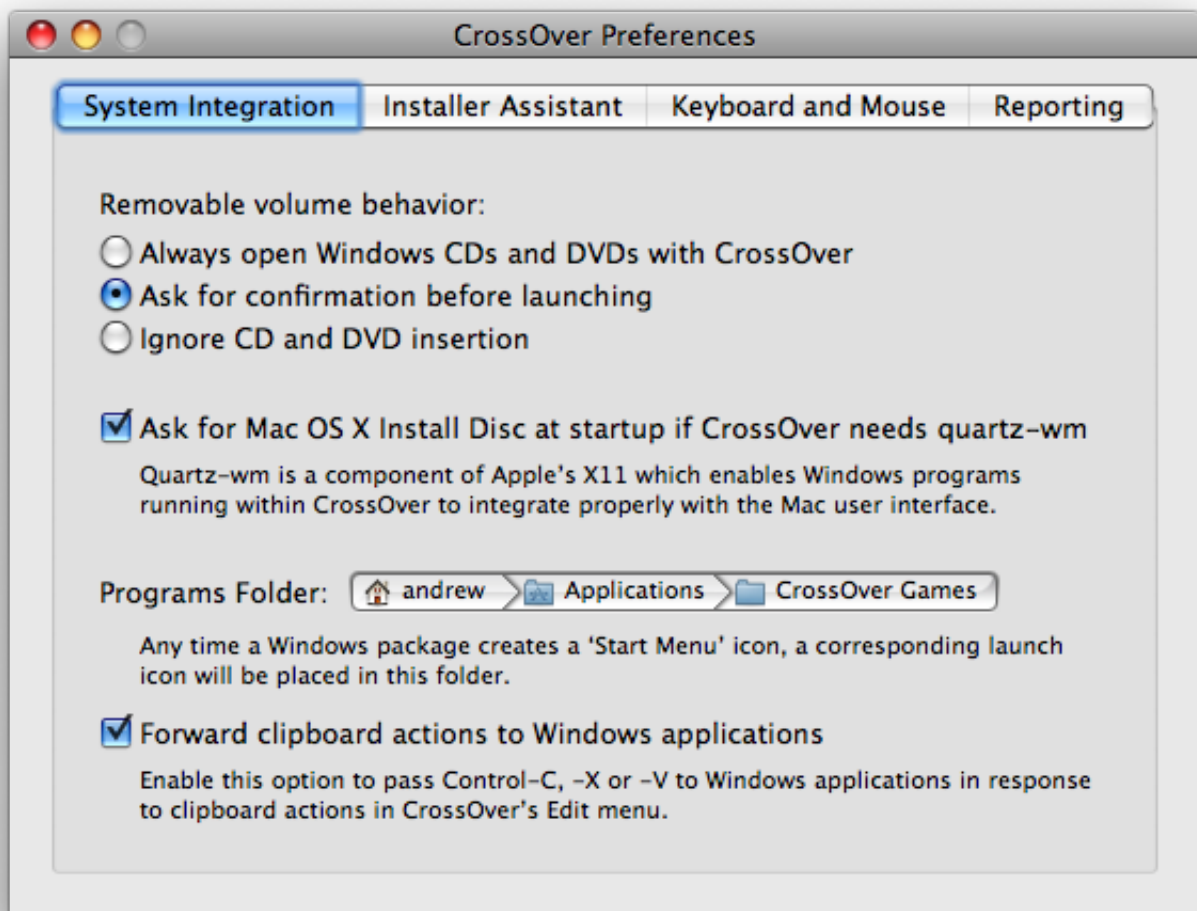 CrossOver Preferences
System Integration Installer Assistant Keyboard and Mouse Reporting
Removable volume behavior:
Always open Windows CDs and DVDs with CrossOver
Ask for confirmation before launching
Ignore CD and DVD insertion
Ask for Mac OS X Install Disc at startup if CrossOver needs quartz-wm
Quartz-wm is a component of Apple's X11 which enables Windows programs
running within CrossOver to integrate properly with the Mac user interface.
Programs Folder: andrew Applications CrossOver Games
Any time a Windows package creates a ‘Start Menu’ icon, a corresponding launch
icon will be placed in this folder.
Forward clipboard actions to Windows applications
Enable this option to pass Control-C, -X or -V to Windows applications in response
to clipboard actions in CrossOver's Edit menu.